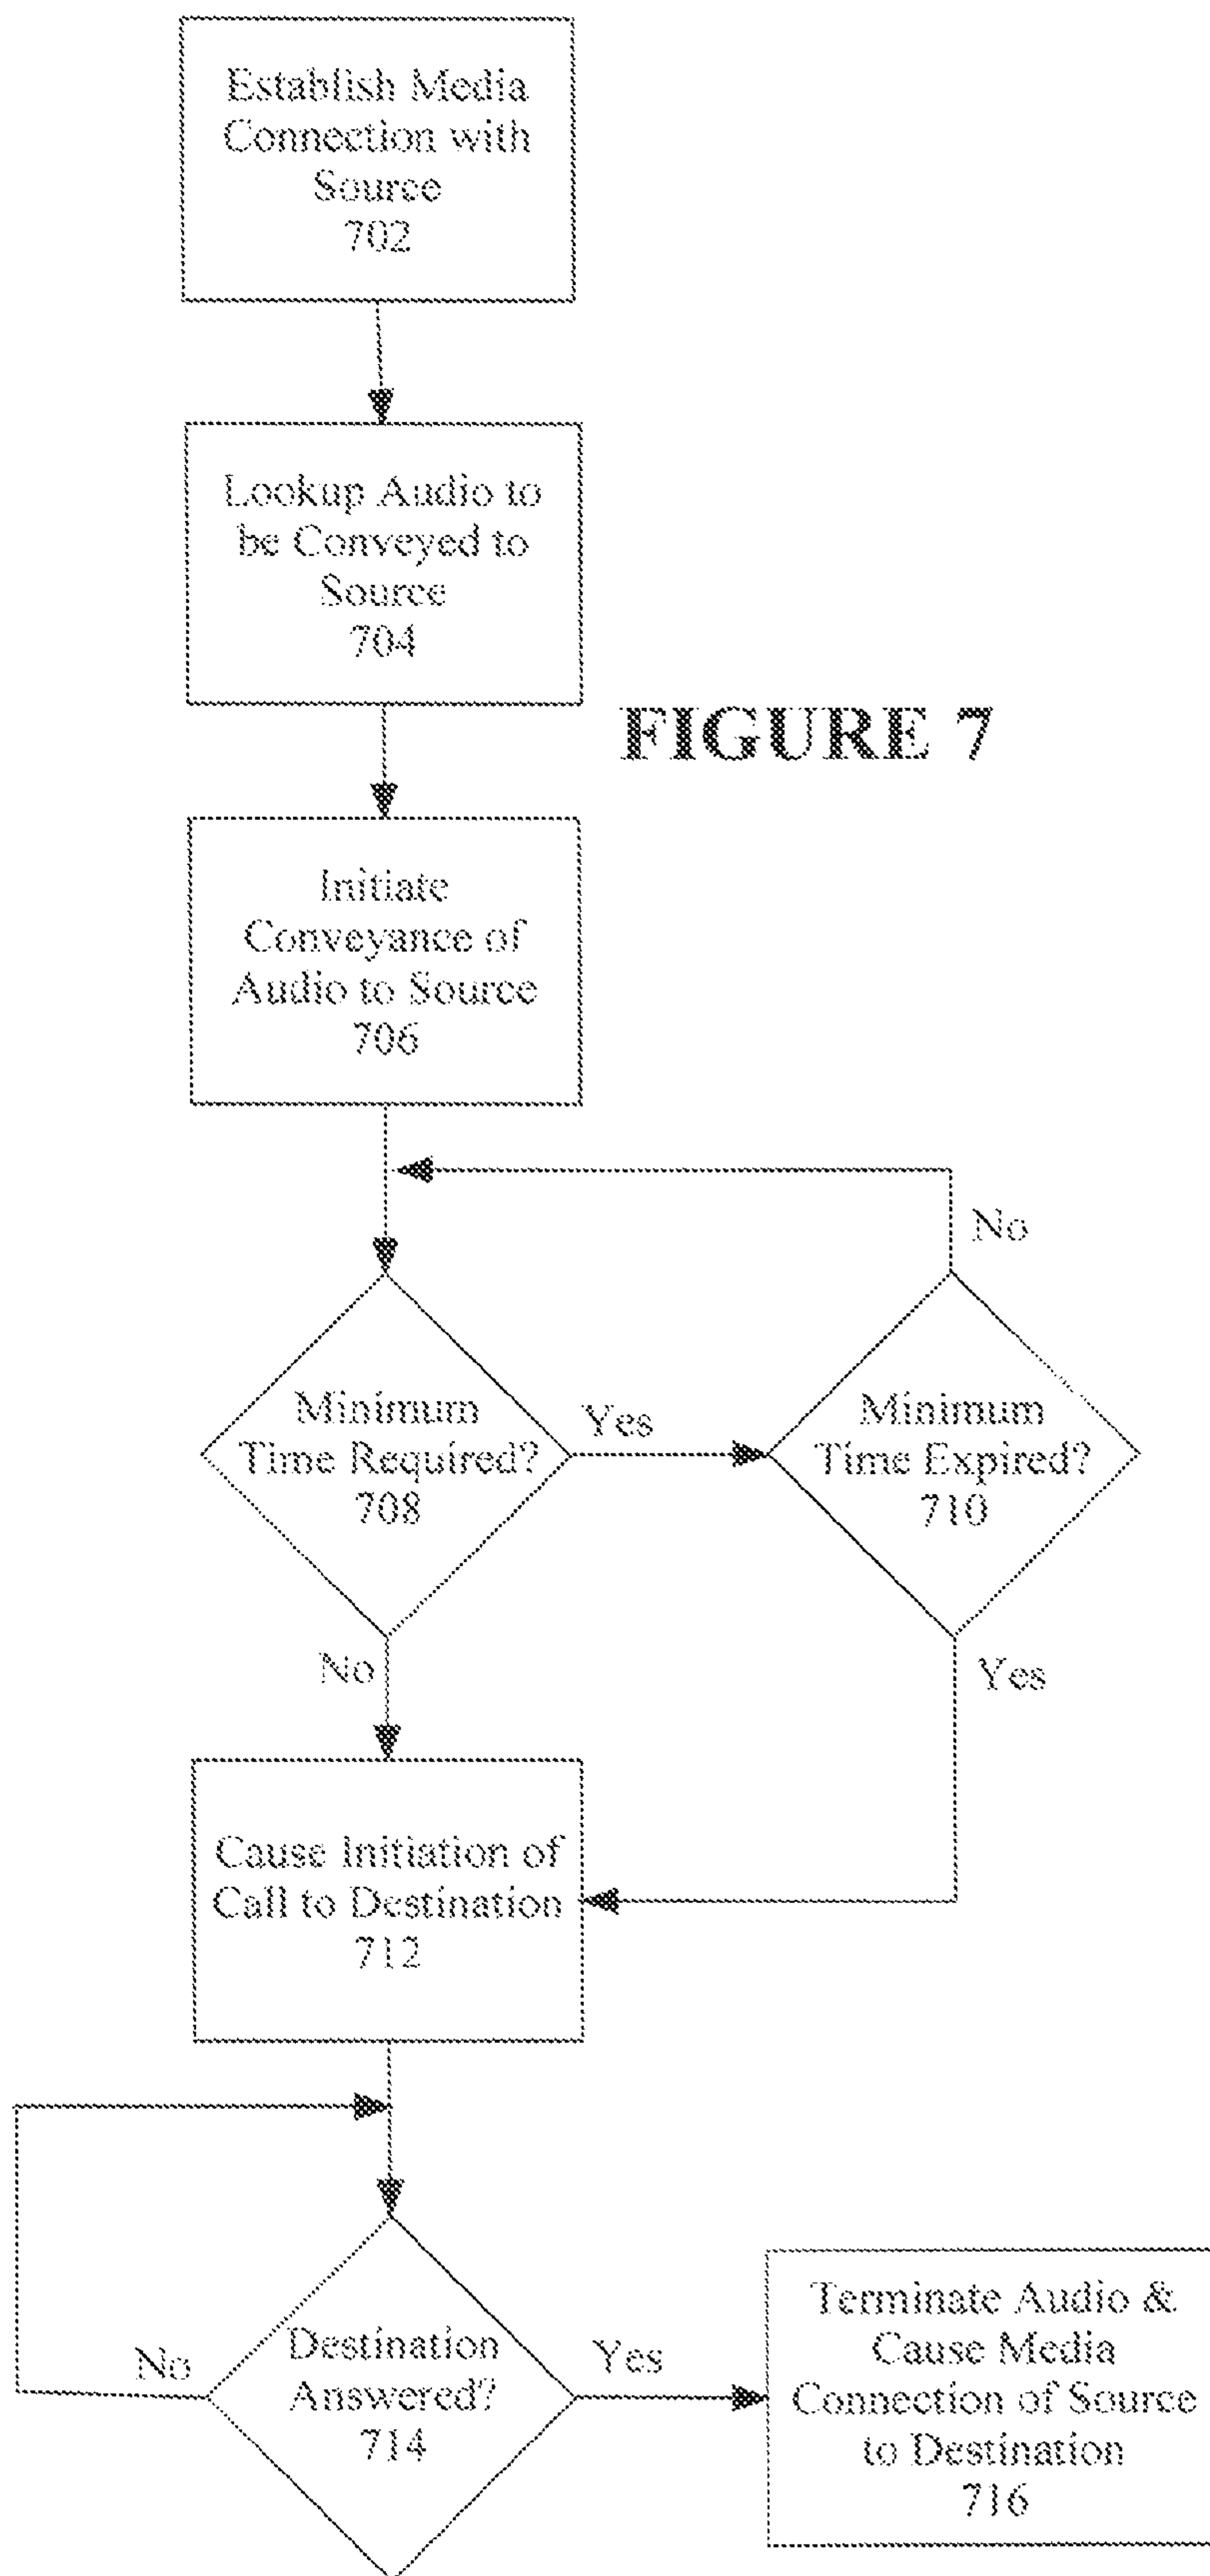 Establish Media
Connection with
Source
702
Lookup Audio to
be Conveyed to
Source
704
FIGURE 7
Initiate
Conveyance of
Audio to Source
706
No
Minimum
Time Required?
708
Yes
Minimum
Time Expired?
710
No
Yes
Cause Initiation of
Call to Destination
712
No
Destination
Answered?
714
Yes
Terminate Audio &
Cause Media
Connection of Source
to Destination
716